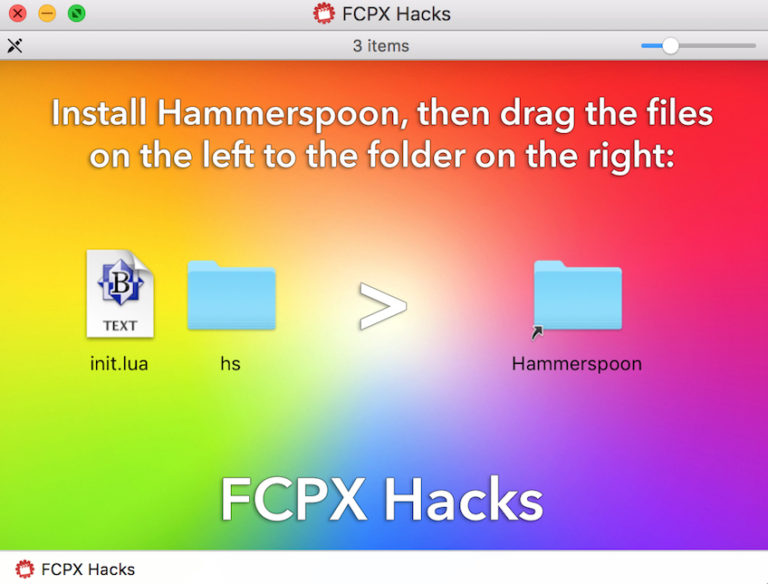 FCPX Hacks
3 items
Install Hammerspoon, then drag the files
on the left to the folder on the right:
B
TEXT
>
init.lua
hs
Hammerspoon
FCPX Hacks
FCPX Hacks